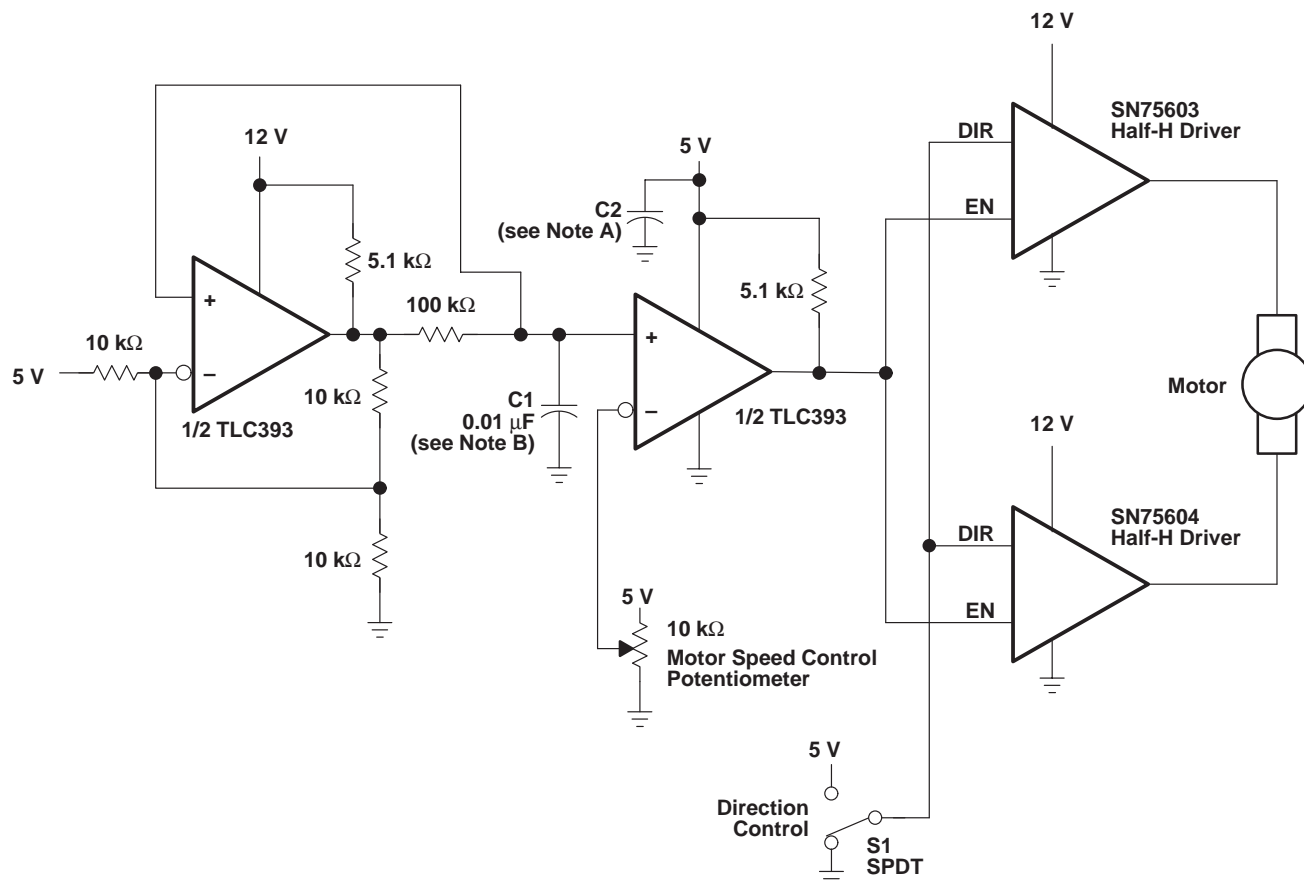 12 V
5.1 kΩ
+
−
10 kΩ
5 V
1/2 TLC393
10 kΩ
10 kΩ
100 kΩ
C1
0.01 μF
(see Note B)
5 V
C2
(see Note A)
5.1 kΩ
+
−
1/2 TLC393
5 V
10 kΩ
Motor Speed Control
Potentiometer
12 V
SN75603
Half-H Driver
DIR
EN
Motor
12 V
SN75604
Half-H Driver
DIR
EN
5 V
Direction
Control
S1
SPDT